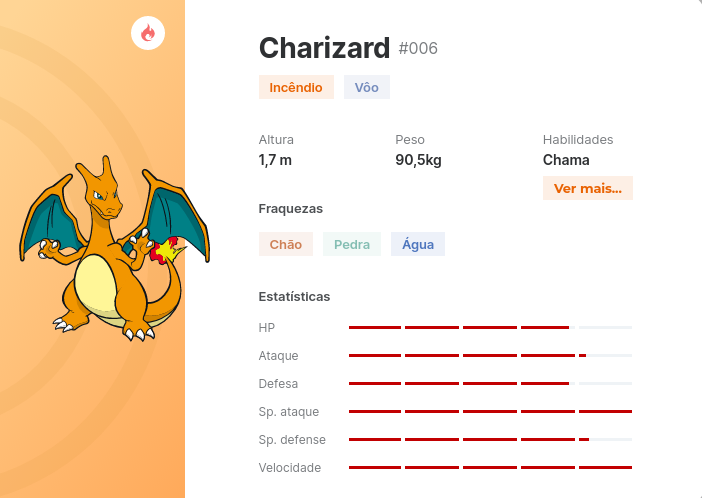 Charizard #006
Incêndio Vôo
Altura Peso Habilidades
1,7 m 90,5kg Chama
Ver mais...
Fraquezas
Chão Pedra Água
Estatísticas
HP
Ataque
Defesa
Sp. ataque
Sp. defense
Velocidade